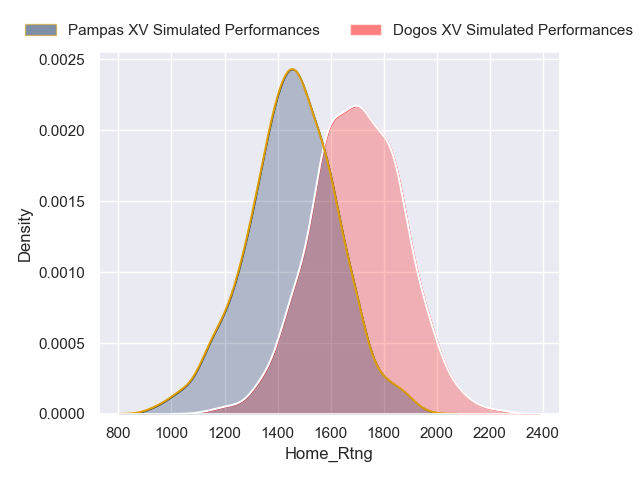 Pampas XV Simulated Performances Dogos XV Simulated Performances
0.0025
0.0020
0.0015
0.0010
0.0005
0.0000
Density
800 1000 1200 1400 1600 1800 2000 2200 2400
Home_Rtng